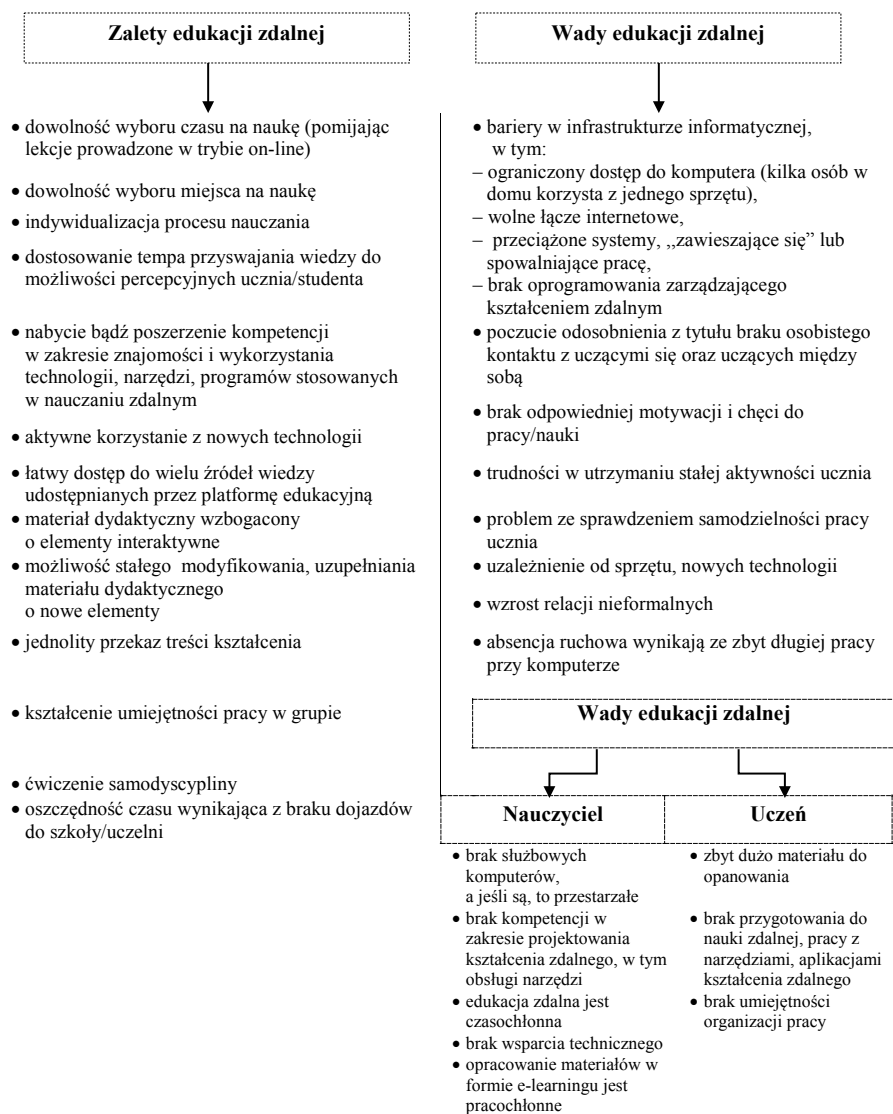 Zalety edukacji zdalnej
• dowolność wyboru czasu na naukę (pomijając
lekcje prowadzone w trybie on-line)
• dowolność wyboru miejsca na naukę
• indywidualizacja procesu nauczania
• dostosowanie tempa przyswajania wiedzy do
możliwości percepcyjnych ucznia/studenta
• nabycie bądź poszerzenie kompetencji
w zakresie znajomości i wykorzystania
technologii, narzędzi, programów stosowanych
w nauczaniu zdalnym
• aktywne korzystanie z nowych technologii
• łatwy dostęp do wielu źródeł wiedzy
udostępnianych przez platformę edukacyjną
• materiał dydaktyczny wzbogacony
o elementy interaktywne
• możliwość stałego modyfikowania, uzupełniania
materiału dydaktycznego
o nowe elementy
• jednolity przekaz treści kształcenia
• kształcenie umiejętności pracy w grupie
• ćwiczenie samodyscypliny
• oszczędność czasu wynikająca z braku dojazdów
do szkoły/uczelni
Wady edukacji zdalnej
• bariery w infrastrukturze informatycznej,
w tym:
– ograniczony dostęp do komputera (kilka osób w
domu korzysta z jednego sprzętu),
– wolne łącze internetowe,
– przeciążone systemy, ,,zawieszające się” lub
spowalniające pracę,
– brak oprogramowania zarządzającego
kształceniem zdalnym
• poczucie odosobnienia z tytułu braku osobistego
kontaktu z uczącymi się oraz uczących między
sobą
• brak odpowiedniej motywacji i chęci do
pracy/nauki
• trudności w utrzymaniu stałej aktywności ucznia
• problem ze sprawdzeniem samodzielności pracy
ucznia
• uzależnienie od sprzętu, nowych technologii
• wzrost relacji nieformalnych
• absencja ruchowa wynikają ze zbyt długiej pracy
przy komputerze
Wady edukacji zdalnej
Nauczyciel
• brak służbowych
komputerów,
a jeśli są, to przestarzałe
• brak kompetencji w
zakresie projektowania
kształcenia zdalnego, w tym
obsługi narzędzi
• edukacja zdalna jest
czasochłonna
• brak wsparcia technicznego
• opracowanie materiałów w
formie e-learningu jest
pracochłonne
Uczeń
• zbyt dużo materiału do
opanowania
• brak przygotowania do
nauki zdalnej, pracy z
narzędziami, aplikacjami
kształcenia zdalnego
• brak umiejętności
organizacji pracy